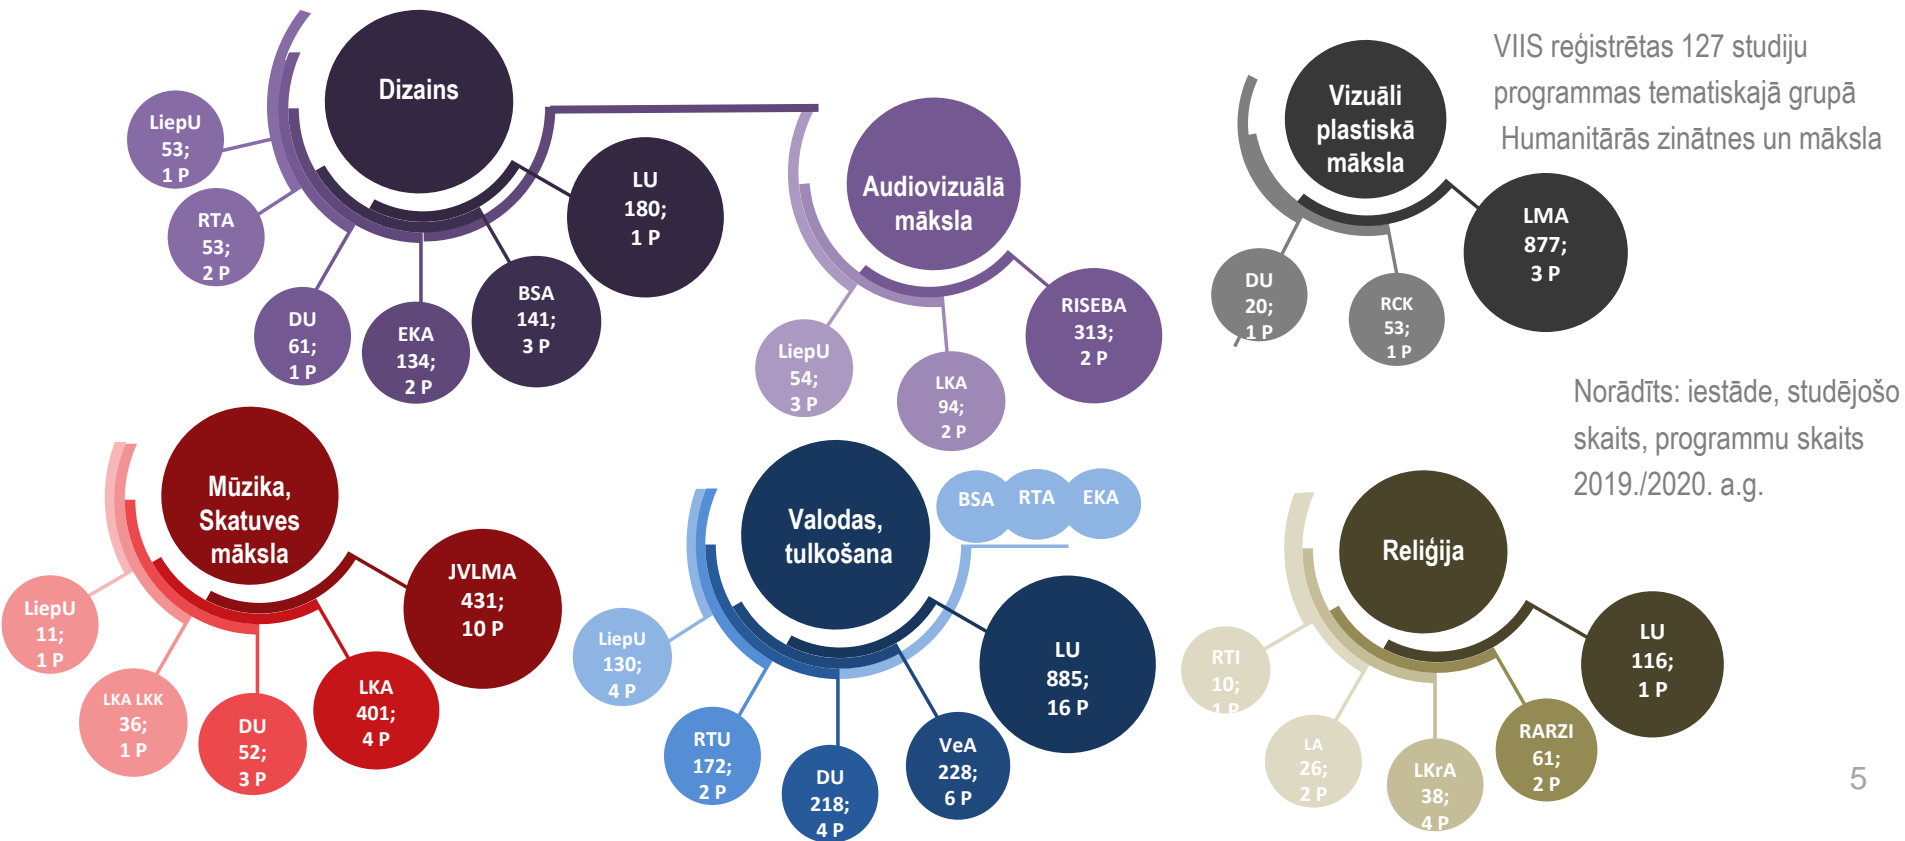 Dizains
LiepU
53;
1 P
RTA
53;
2 P
DU
61;
1 P
EKA
134;
2 P
BSA
141;
3 P
LU
180;
1 P
Audiovizuālā
māksla
LiepU
54;
3 P
LKA
94;
2 P
RISEBA
313;
2 P
Vizuāli
plastiskā
māksla
DU
20;
1 P
RCK
53;
1 P
LMA
877;
3 P
VIIS reģistrētas 127 studiju
programmas tematiskajā grupā
Humanitārās zinātnes un māksla
Norādīts: iestāde, studējošo
skaits, programmu skaits
2019./2020. a.g.
Mūzika,
Skatuves
māksla
LiepU
11;
1 P
LKA LKK
36;
1 P
DU
52;
3 P
LKA
401;
4 P
JVLMA
431;
10 P
Valodas,
tulkošana
BSA
RTA
EKA
LiepU
130;
4 P
RTU
172;
2 P
DU
218;
4 P
VeA
228;
6 P
LU
885;
16 P
Reliģija
RTI
10;
1 P
LA
26;
2 P
LKrA
38;
4 P
RARZI
61;
2 P
LU
116;
1 P
5